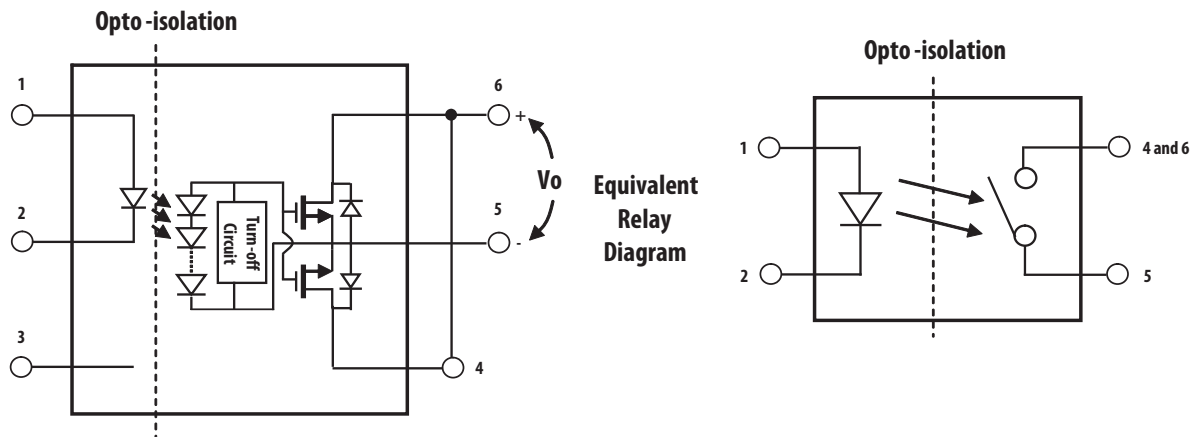 Opto -isolation
1
2
3
Turn-off
Circuit
6
+
Vo
5
-
4
Equivalent
Relay
Diagram
Opto -isolation
1
2
4 and 6
5